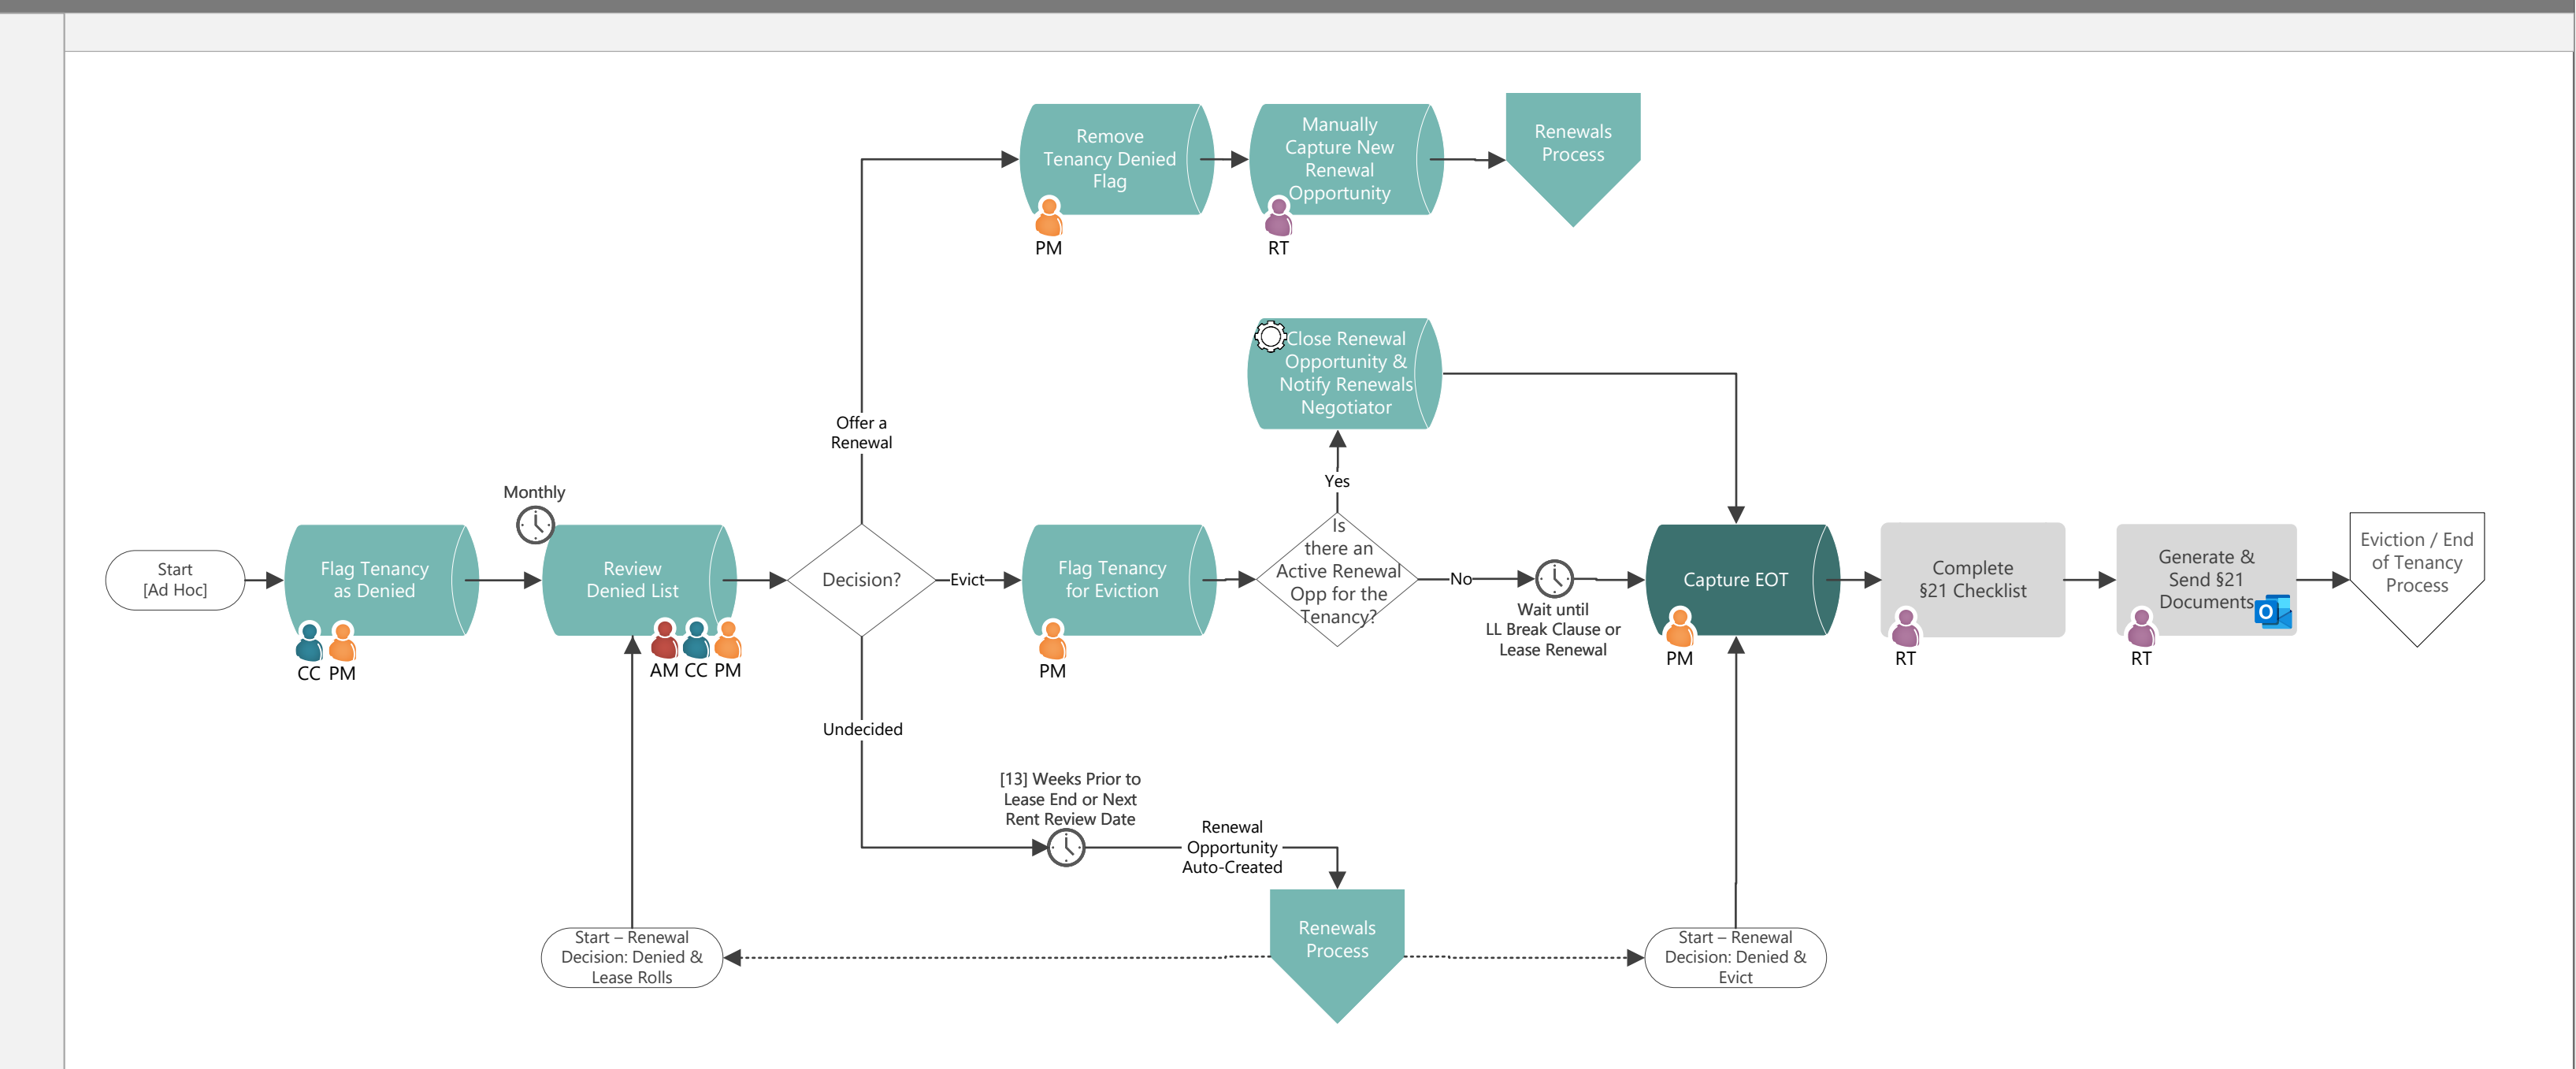 Remove
Tenancy Denied
Flag
PM
Manually
Capture New
Renewal
Opportunity
RT
Renewals
Process
Close Renewal
Opportunity &
Notify Renewals
Negotiator
Offer a
Renewal
Yes
Monthly
Start
[Ad Hoc]
Flag Tenancy
as Denied
CC PM
Review
Denied List
AM CC PM
Decision?
Evict
Flag Tenancy
for Eviction
PM
Is
there an
Active Renewal
Opp for the
Tenancy?
No
Wait until
LL Break Clause or
Lease Renewal
Capture EOT
PM
Complete
§21 Checklist
RT
Generate &
Send §21
Documents
O
RT
Eviction / End
of Tenancy
Process
Undecided
[13] Weeks Prior to
Lease End or Next
Rent Review Date
Renewal
Opportunity
Auto-Created
Start – Renewal
Decision: Denied &
Lease Rolls
Renewals
Process
Start – Renewal
Decision: Denied &
Evict